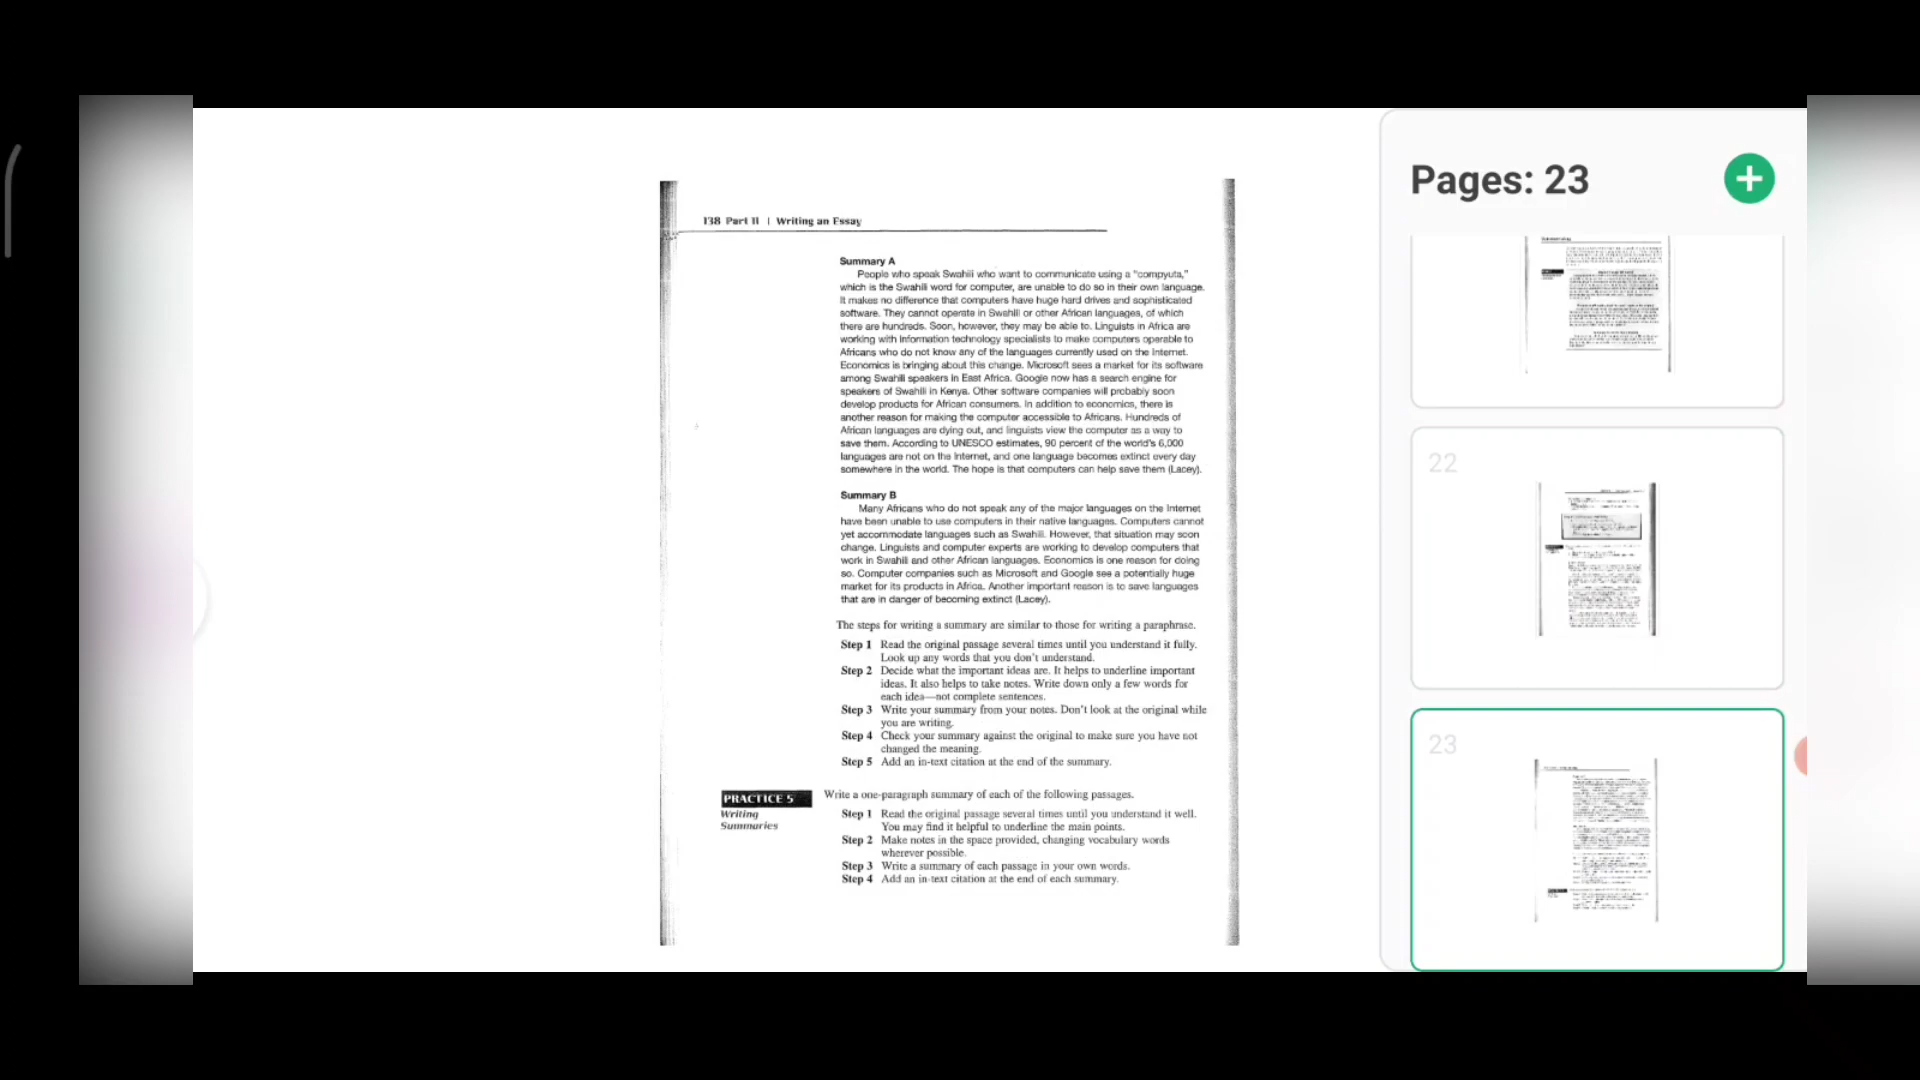 138 Part II | Writing an Essay
Summary A
People who speak Swahili who want to communicate using a "compyuta,"
which is the Swahili word for computer, are unable to do so in their own language.
It makes no difference that computers have huge hard drives and sophisticated
software. They cannot operate in Swahili or other African languages, of which
there are hundreds. Soon, however, they may be able to. Linguists in Africa are
working with information technology specialists to make computers operable to
Africans who do not know any of the languages currently used on the Internet.
Economics is bringing about this change. Microsoft sees a market for its software
among Swahili speakers in East Africa. Google now has a search engine for
speakers of Swahili in Kenya. Other software companies will probably soon
develop products for African consumers. In addition to economics, there is
another reason for making the computer accessible to Africans. Hundreds of
African languages are dying out, and linguists view the computer as a way to
save them. According to UNESCO estimates, 90 percent of the world's 6,000
languages are not on the Internet, and one language becomes extinct every day
somewhere in the world. The hope is that computers can help save them (Lacey).
Summary B
Many Africans who do not speak any of the major languages on the Internet
have been unable to use computers in their native languages. Computers cannot
yet accommodate languages such as Swahili. However, that situation may soon
change. Linguists and computer experts are working to develop computers that
work in Swahili and other African languages. Economics is one reason for doing
so. Computer companies such as Microsoft and Google see a potentially huge
market for its products in Africa. Another important reason is to save languages
that are in danger of becoming extinct (Lacey).
The steps for writing a summary are similar to those for writing a paraphrase.
Step 1 Read the original passage several times until you understand it fully.
Look up any words that you don't understand.
Step 2 Decide what the important ideas are. It helps to underline important
ideas. It also helps to take notes. Write down only a few words for
each idea—not complete sentences.
Step 3 Write your summary from your notes. Don't look at the original while
you are writing.
Step 4 Check your summary against the original to make sure you have not
changed the meaning.
Step 5 Add an in-text citation at the end of the summary.
PRACTICE 5
Writing
Summaries
Write a one-paragraph summary of each of the following passages.
Step 1 Read the original passage several times until you understand it well.
You may find it helpful to underline the main points.
Step 2 Make notes in the space provided, changing vocabulary words
wherever possible.
Step 3 Write a summary of each passage in your own words.
Step 4 Add an in-text citation at the end of each summary.
Pages: 23
22
23